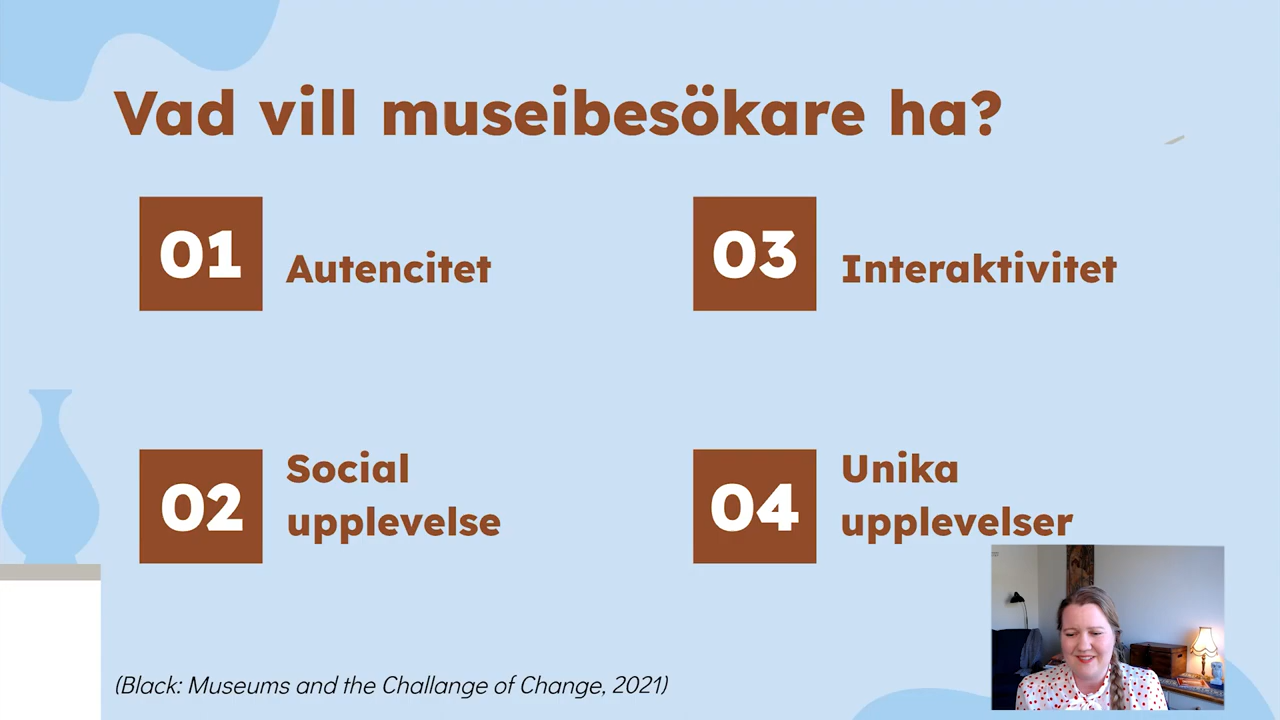 Vad vill museibesökare ha?
01
Autencitet
03
Interaktivitet
02
Social
upplevelse
04
Unika
upplevelser
(Black: Museums and the Challange of Change, 2021)